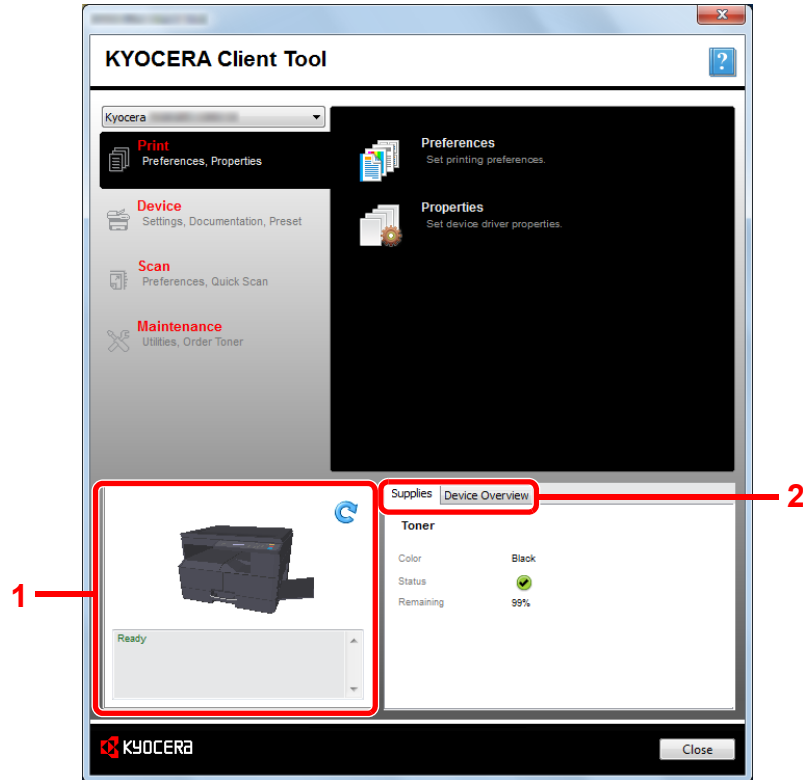 KYOCERA Client Tool
?
Kyocera
Print
Preferences, Properties
Device
Settings, Documentation, Preset
Scan
Preferences, Quick Scan
Maintenance
Utilities, Order Toner
Preferences
Set printing preferences.
Properties
Set device driver properties.
1
Ready
Supplies Device Overview
2
Toner
Color Black
Status
Remaining 99%
KYOCERA
Close